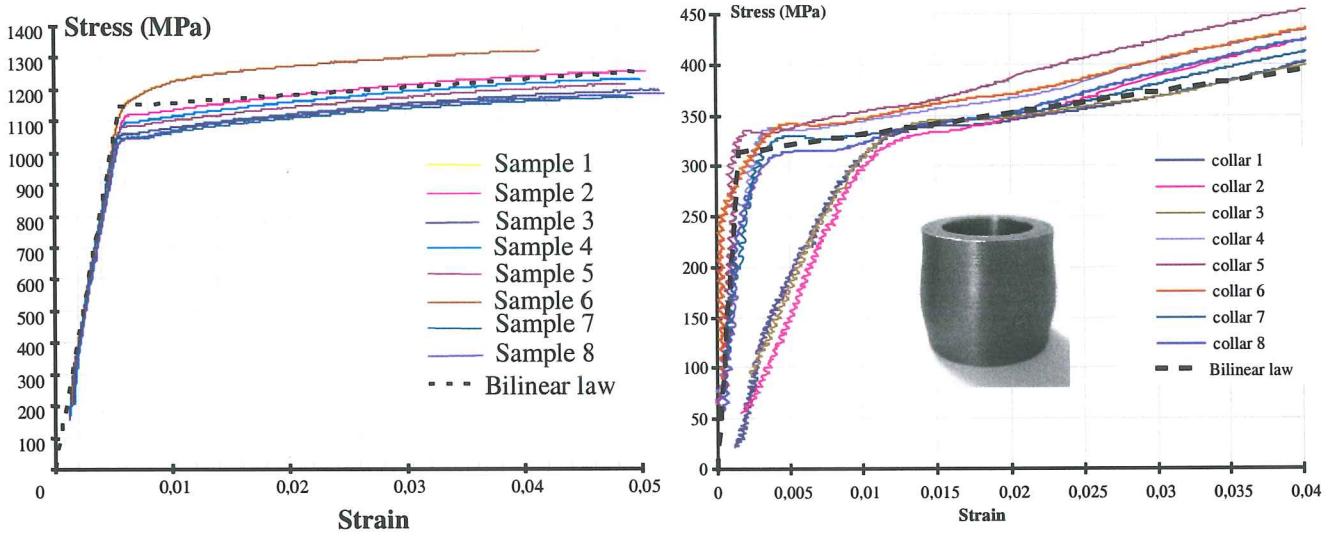 Stress (MPa)
1400
1300
1200
1100
1000
900
800
700
600
500
400
300
200
100
0
0,01
0,02
0,03
0,04
0,05
Strain
Sample 1
Sample 2
Sample 3
Sample 4
Sample 5
Sample 6
Sample 7
Sample 8
Bilinear law
Stress (MPa)
450
400
350
300
250
200
150
100
50
0
0
0,005
0,01
0,015
0,02
0,025
0,03
0,035
0,04
Strain
collar 1
collar 2
collar 3
collar 4
collar 5
collar 6
collar 7
collar 8
Bilinear law